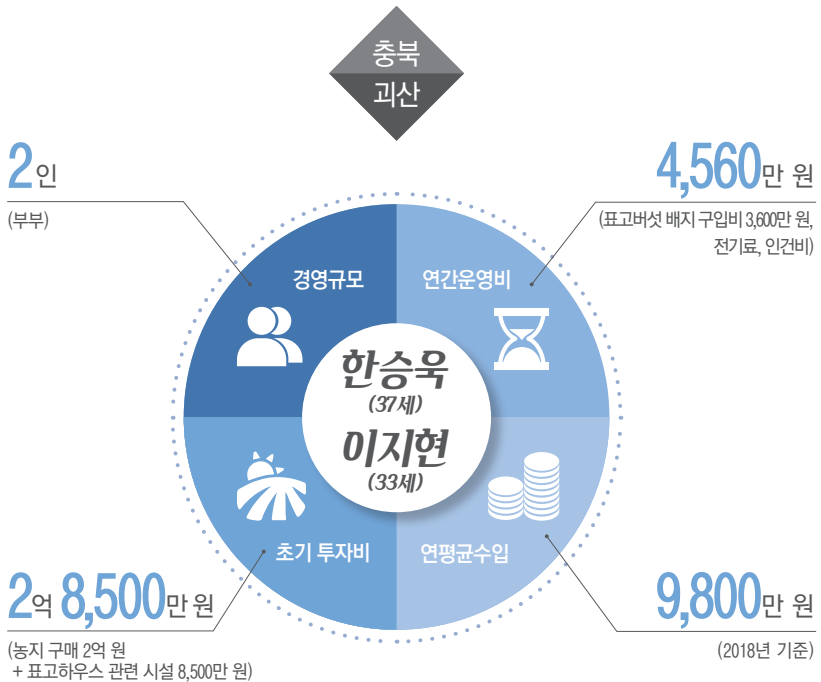 충북
괴산
2인
(부부)
4,560만 원
(표고버섯 배지 구입비 3,600만 원,
전기료, 인건비)
경영규모
연간운영비
한승욱
(37세)
이지현
(33세)
초기 투자비
연평균수입
2억 8,500만 원
(농지 구매 2억 원
+ 표고하우스 관련 시설 8,500만 원)
9,800만 원
(2018년 기준)